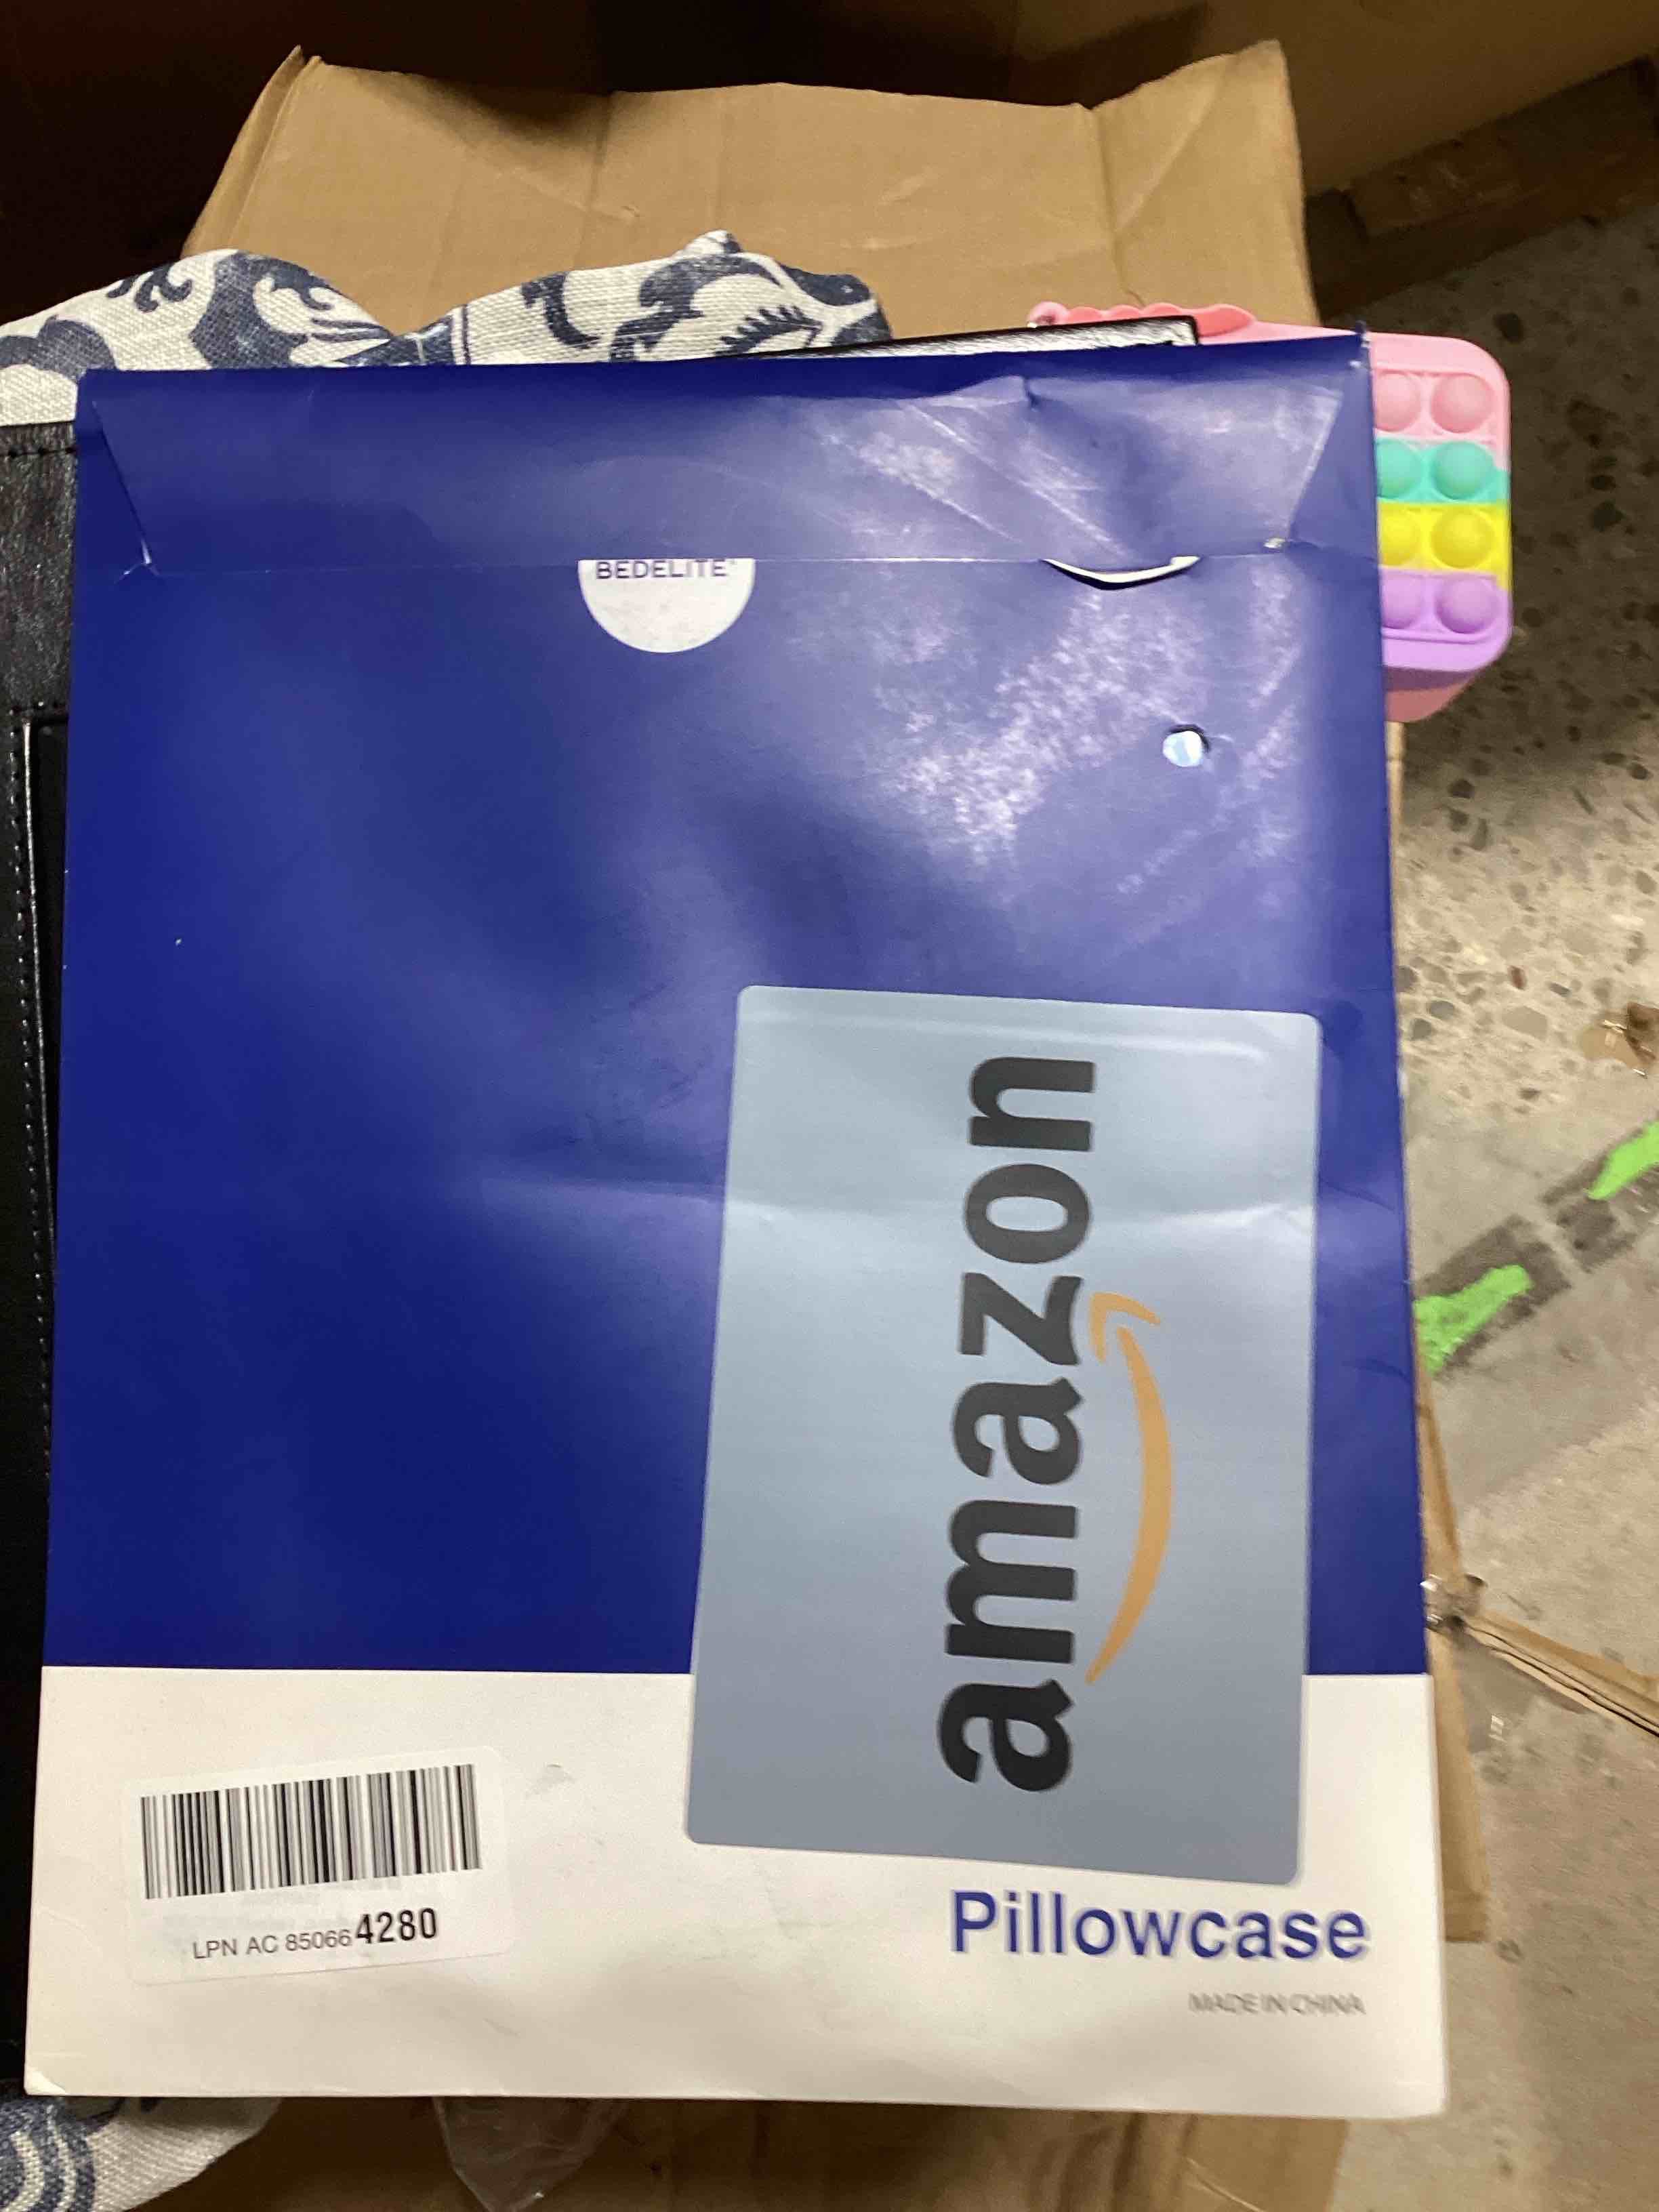 BEDELITE®
amazon
LPN AC 850664280
Pillowcase
MADE IN CHINA